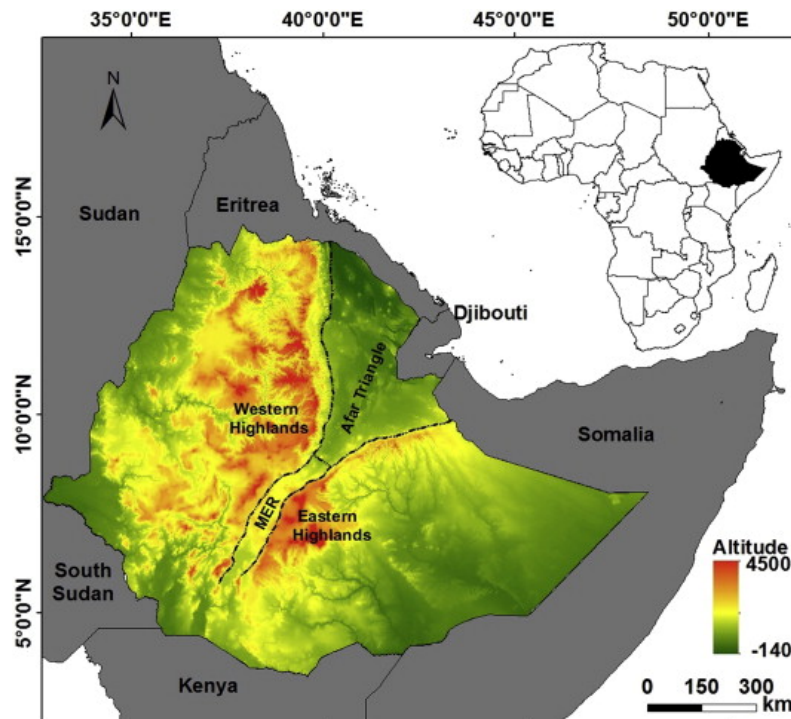 35°0'0"E
40°0'0"E
45°0'0"E
50°0'0"E
N
15°0'0"N
10°0'0"N
5°0'0"N
Sudan
Eritrea
Djibouti
Afar Triangle
Western
Highlands
Somalia
MER
Eastern
Highlands
South
Sudan
Kenya
Altitude
4500
-140
0 150 300
km